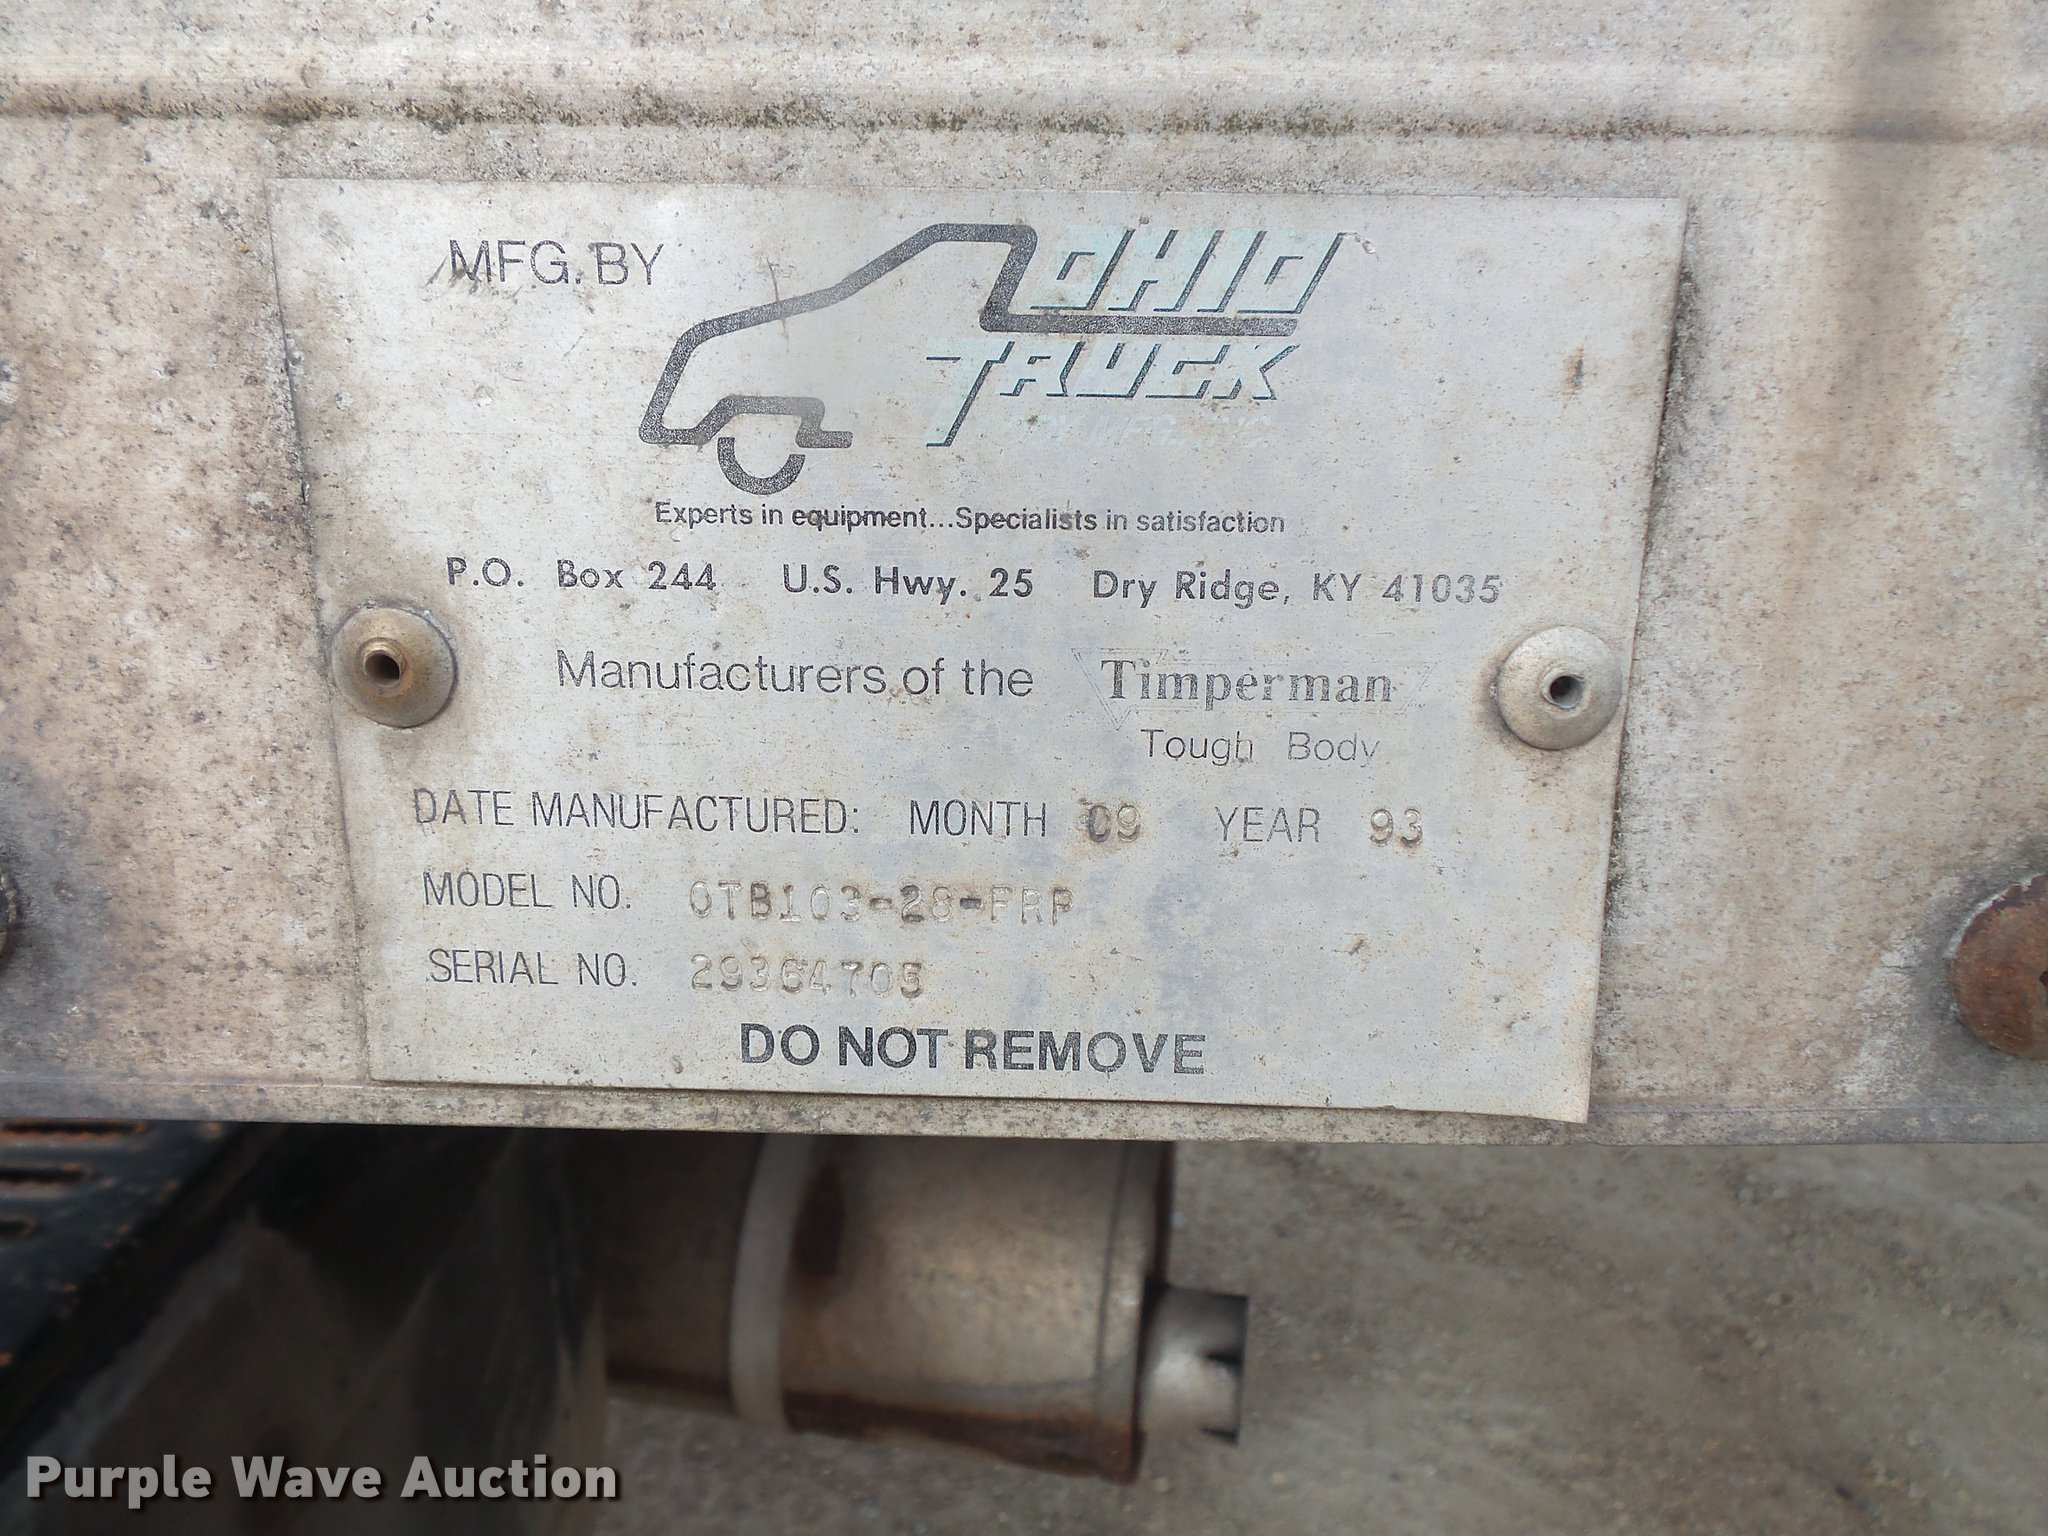 MFG. BY
OHIO
TRUCK
Experts in equipment...Specialists in satisfaction
P.O. Box 244 U.S. Hwy. 25 Dry Ridge, KY 41035
Manufacturers of the Timperman
Tough Body
DATE MANUFACTURED: MONTH 09 YEAR 93
MODEL NO. OTB103-28-FRP
SERIAL NO. 29364705
DO NOT REMOVE
Purple Wave Auction